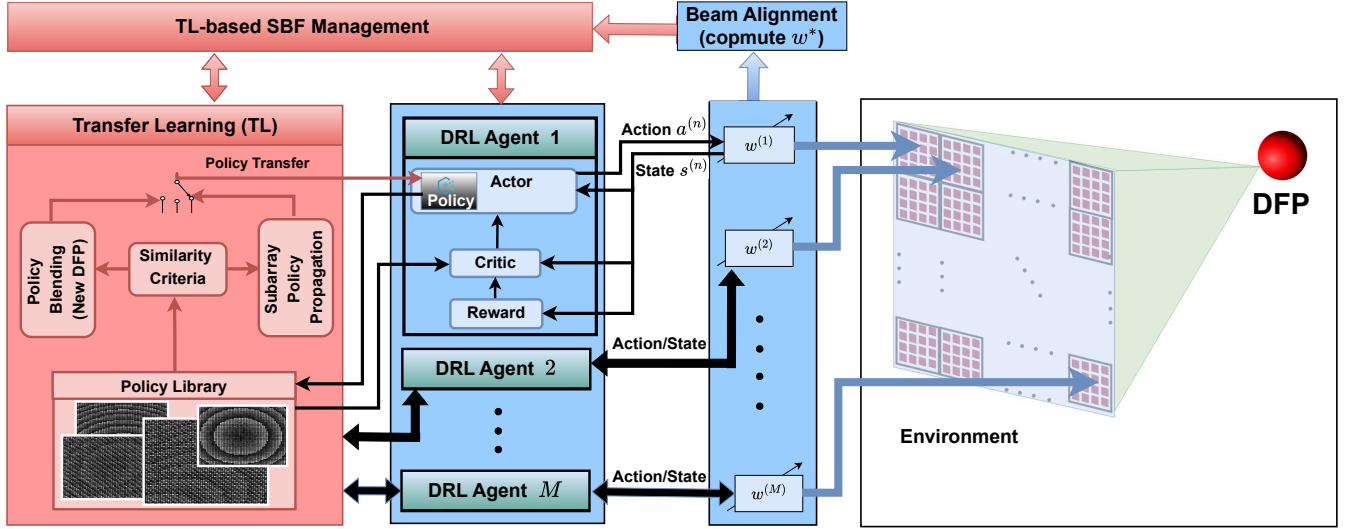 TL-based SBF Management
Beam Alignment
(copmute w*)
Transfer Learning (TL)
Policy Transfer
Policy
Blending
(New DFP)
Similarity
Criteria
Subarray
Policy
Propagation
Policy Library
DRL Agent 1
Actor
Policy
Critic
Reward
DRL Agent 2
DRL Agent M
Action a^{(n)}
State s^{(n)}
Action/State
Action/State
w^{(1)}
w^{(2)}
w^{(M)}
DFP
Environment